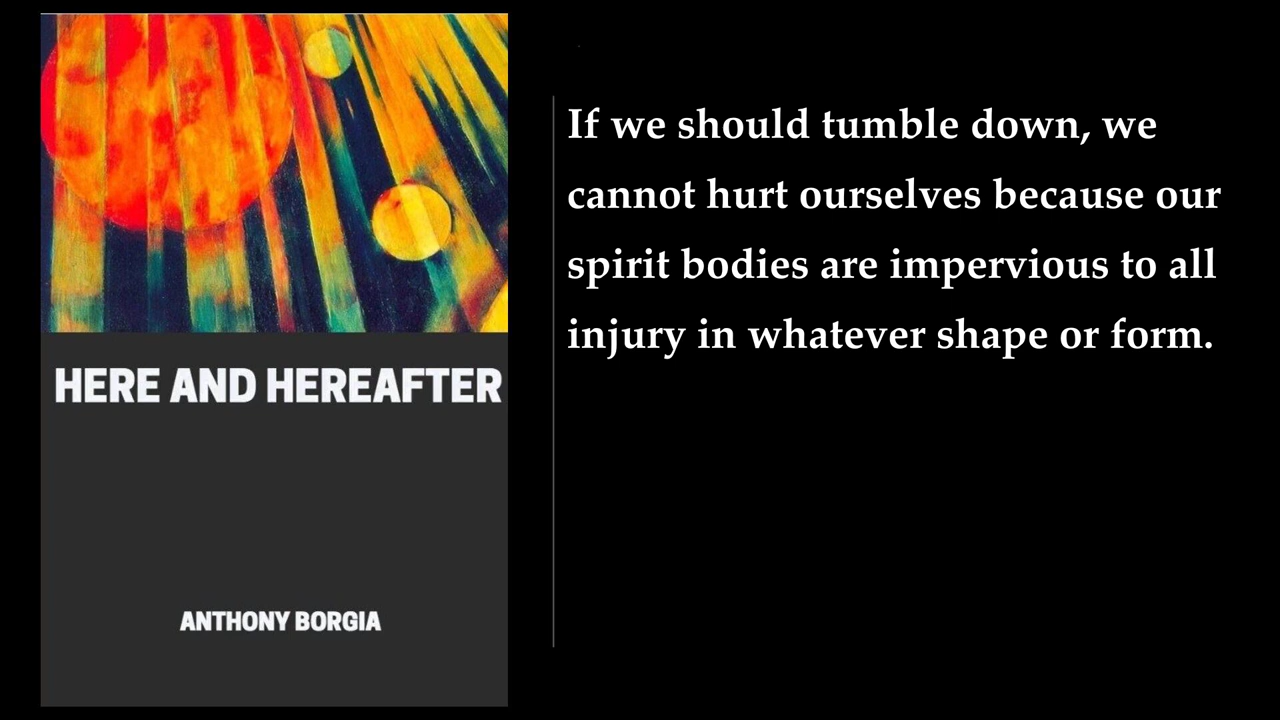 HERE AND HEREAFTER
ANTHONY BORGIA
If we should tumble down, we
cannot hurt ourselves because our
spirit bodies are impervious to all
injury in whatever shape or form.